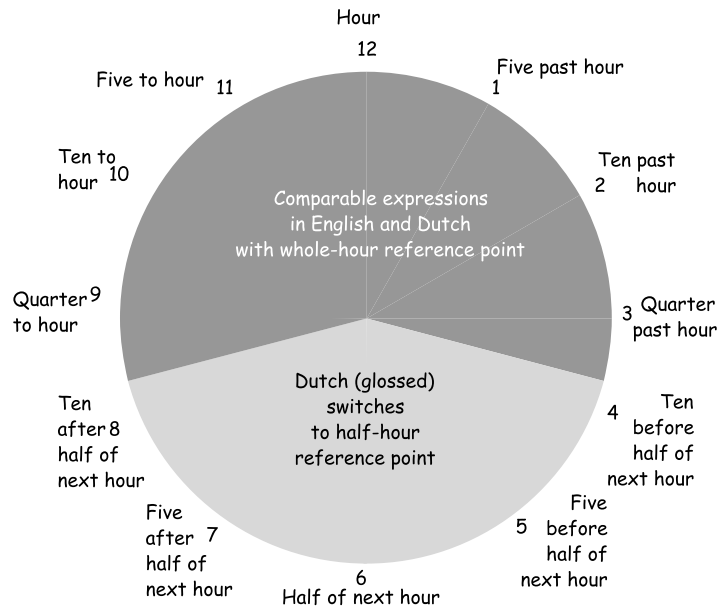 Hour
12
Five past hour
1
Ten past
2 hour
3 Quarter
past hour
4 Ten
before
half of
next hour
5 Five
before
half of
next hour
6
Half of next hour
Five
after 7
half of
next hour
Ten
after 8
half of
next hour
Quarter 9
to hour
Ten to
hour 10
Five to hour 11
Comparable expressions
in English and Dutch
with whole-hour reference point
Dutch (glossed)
switches
to half-hour
reference point